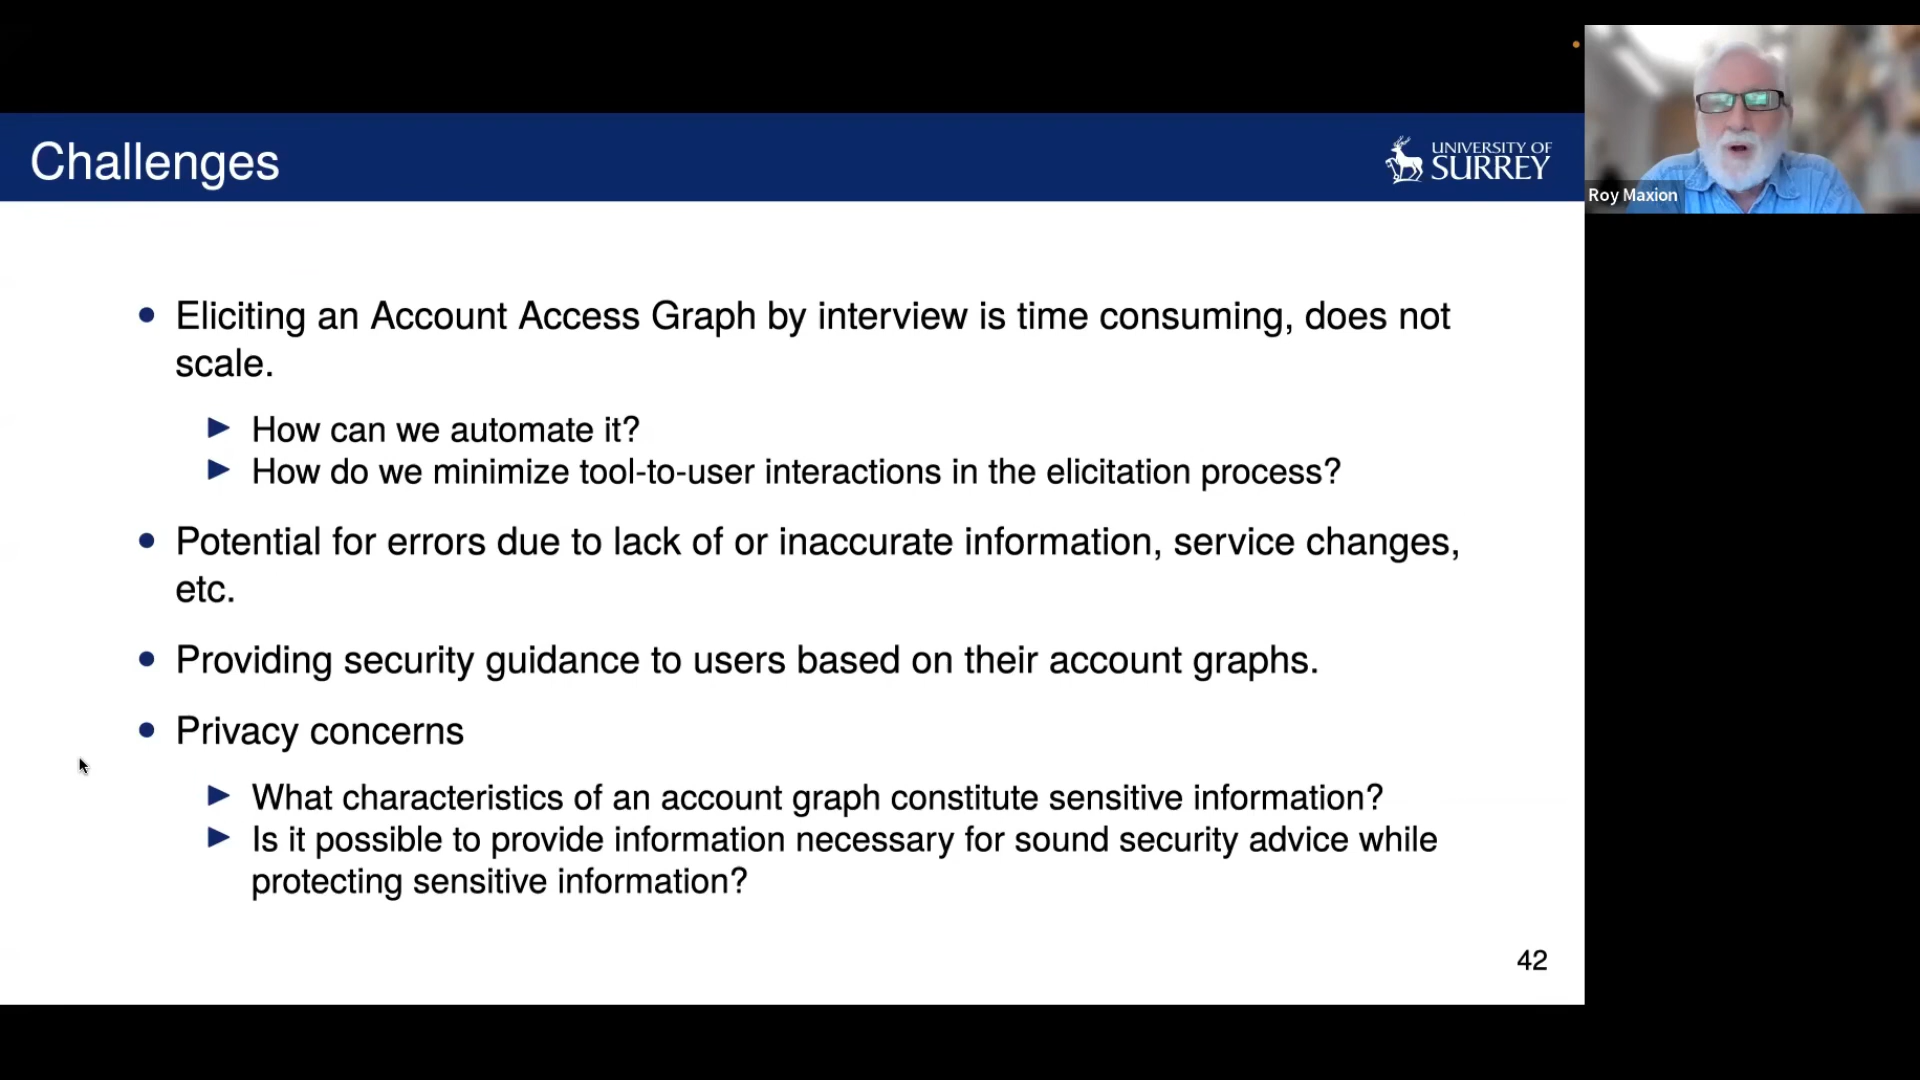 Challenges
UNIVERSITY OF
SURREY
Roy Maxion
Eliciting an Account Access Graph by interview is time consuming, does not
scale.
How can we automate it?
How do we minimize tool-to-user interactions in the elicitation process?
Potential for errors due to lack of or inaccurate information, service changes,
etc.
Providing security guidance to users based on their account graphs.
Privacy concerns
What characteristics of an account graph constitute sensitive information?
Is it possible to provide information necessary for sound security advice while
protecting sensitive information?
42